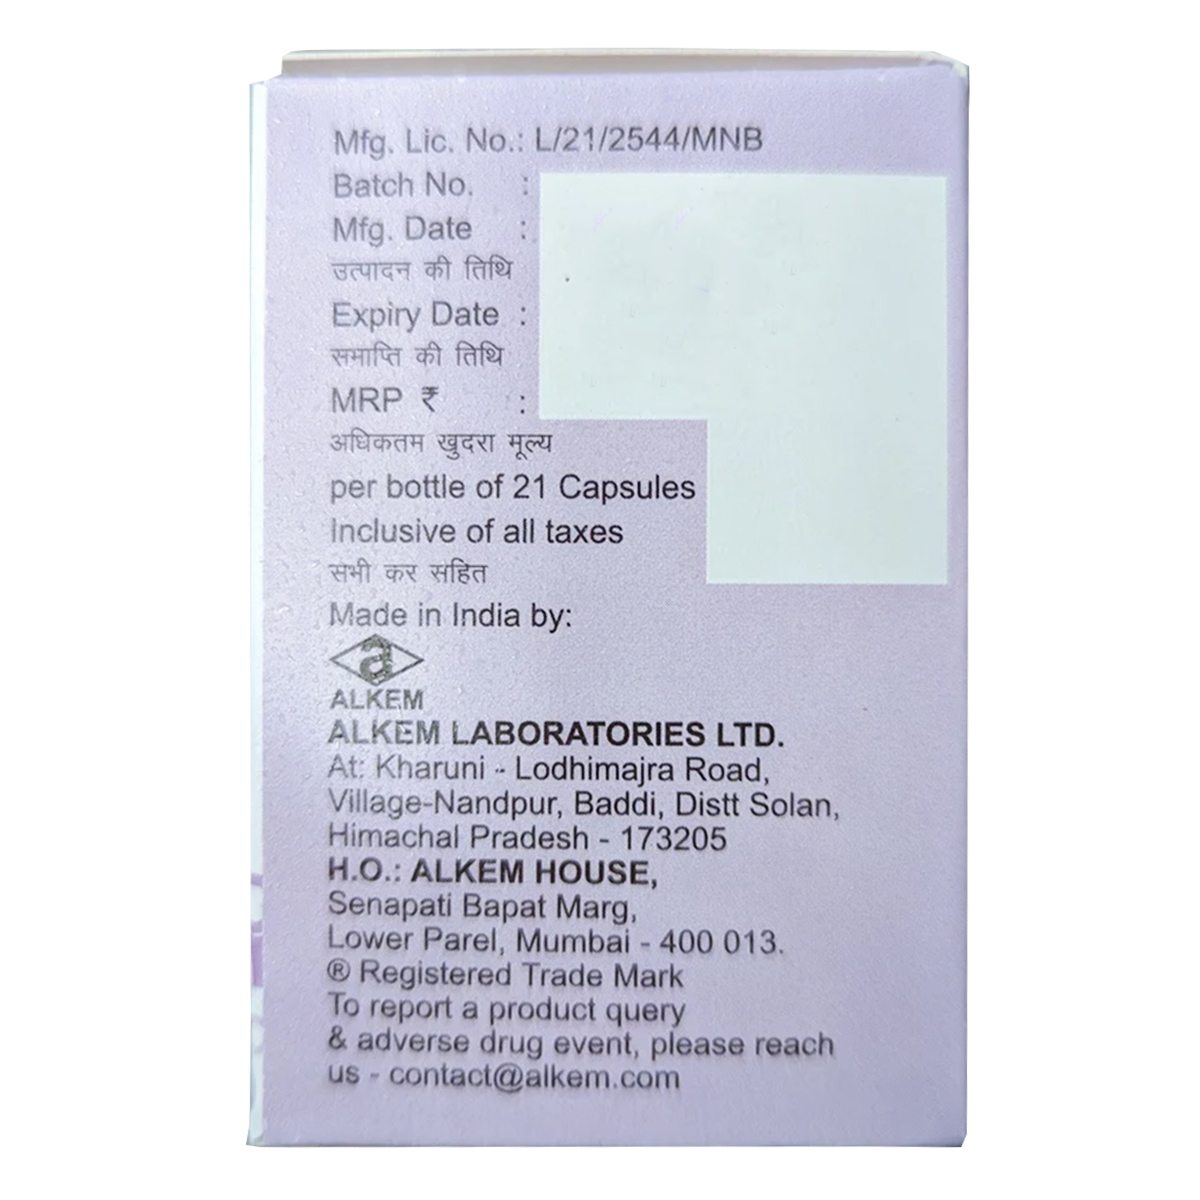 Mfg. Lic. No.: L/21/2544/MNB
Batch No. :
Mfg. Date :
उत्पादन की तिथि
Expiry Date :
समाप्ति की तिथि
MRP ₹ :
अधिकतम खुदरा मूल्य
per bottle of 21 Capsules
Inclusive of all taxes
सभी कर सहित
Made in India by:
a
ALKEM
ALKEM LABORATORIES LTD.
At: Kharuni - Lodhimajra Road,
Village-Nandpur, Baddi, Distt Solan,
Himachal Pradesh - 173205
H.O.: ALKEM HOUSE,
Senapati Bapat Marg,
Lower Parel, Mumbai - 400 013.
® Registered Trade Mark
To report a product query
& adverse drug event, please reach
us - contact@alkem.com